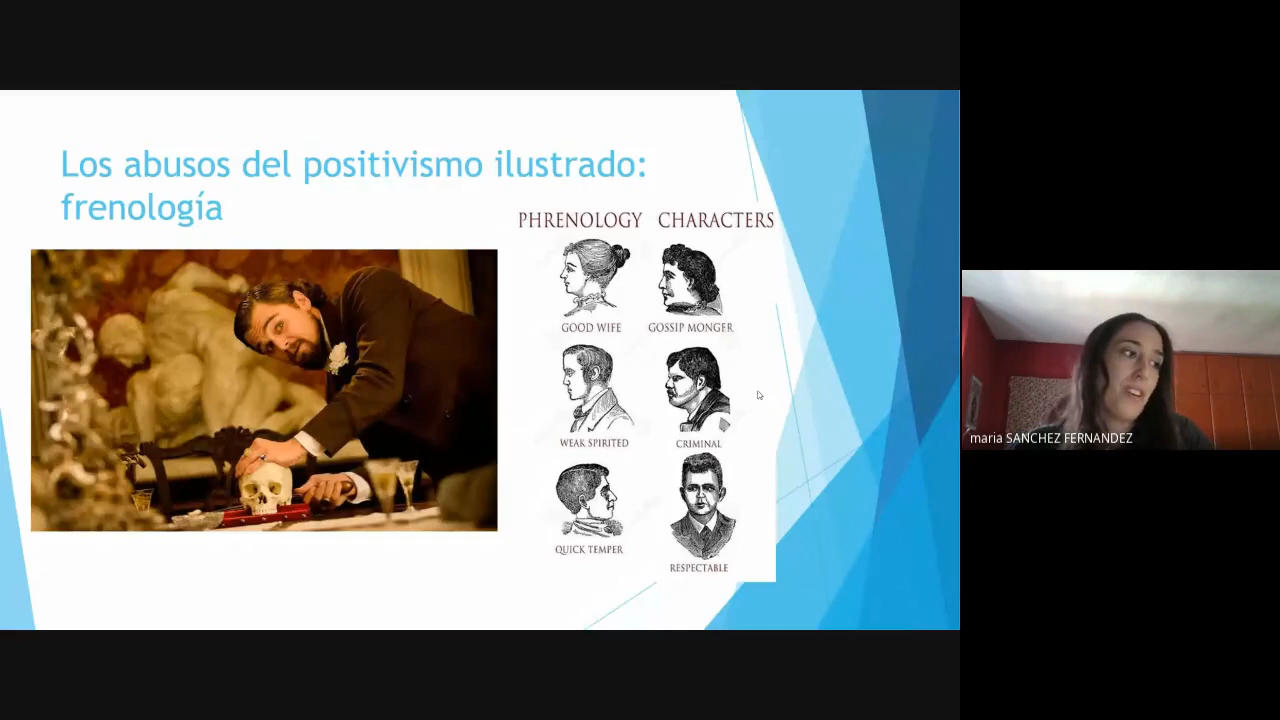 Los abusos del positivismo ilustrado:
frenología
PHRENOLOGY CHARACTERS
GOOD WIFE
GOSSIP MONGER
WEAK SPIRITED
CRIMINAL
QUICK TEMPER
RESPECTABLE
maria SANCHEZ FERNANDEZ